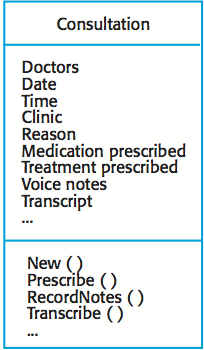 Consultation
Doctors
Date
Time
Clinic
Reason
Medication prescribed
Treatment prescribed
Voice notes
Transcript
...
New ( )
Prescribe ( )
RecordNotes ( )
Transcribe ( )
...